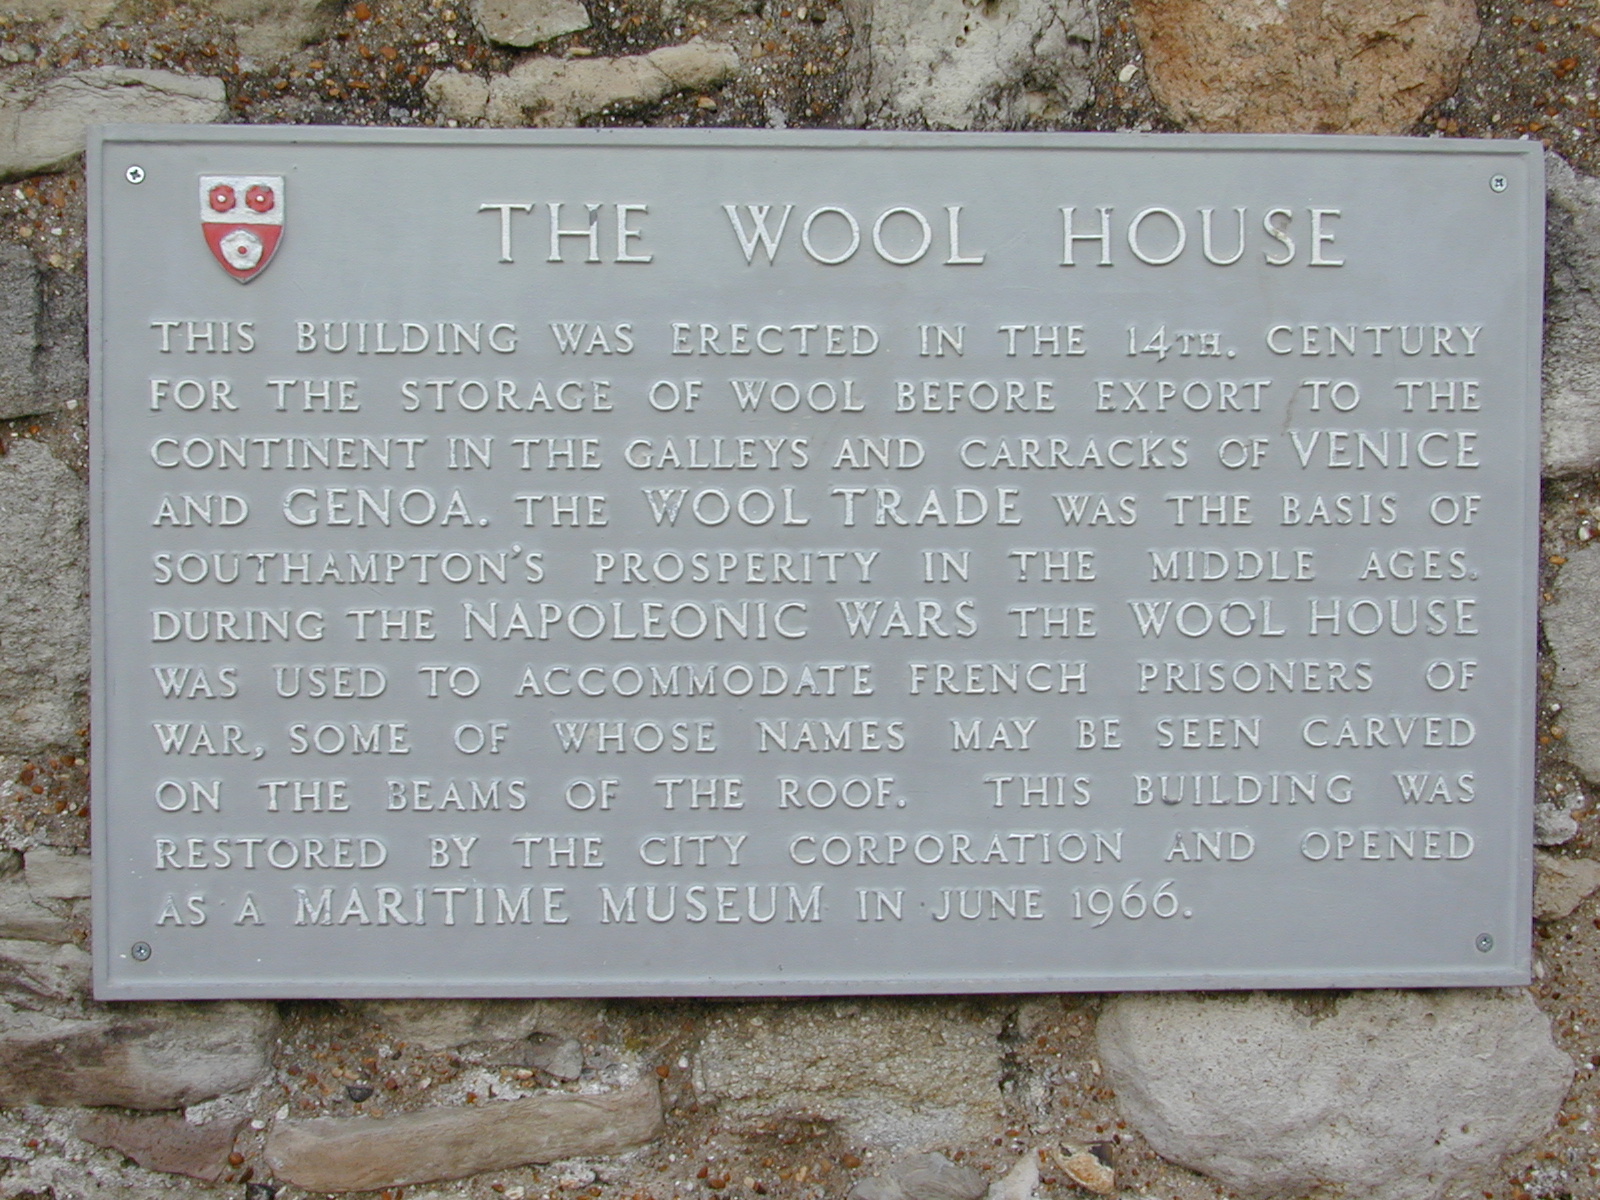 THE WOOL HOUSE
THIS BUILDING WAS ERECTED IN THE 14TH. CENTURY
FOR THE STORAGE OF WOOL BEFORE EXPORT TO THE
CONTINENT IN THE GALLEYS AND CARRACKS OF VENICE
AND GENOA. THE WOOL TRADE WAS THE BASIS OF
SOUTHAMPTON'S PROSPERITY IN THE MIDDLE AGES.
DURING THE NAPOLEONIC WARS THE WOOL HOUSE
WAS USED TO ACCOMMODATE FRENCH PRISONERS OF
WAR, SOME OF WHOSE NAMES MAY BE SEEN CARVED
ON THE BEAMS OF THE ROOF. THIS BUILDING WAS
RESTORED BY THE CITY CORPORATION AND OPENED
AS A MARITIME MUSEUM IN JUNE 1966.